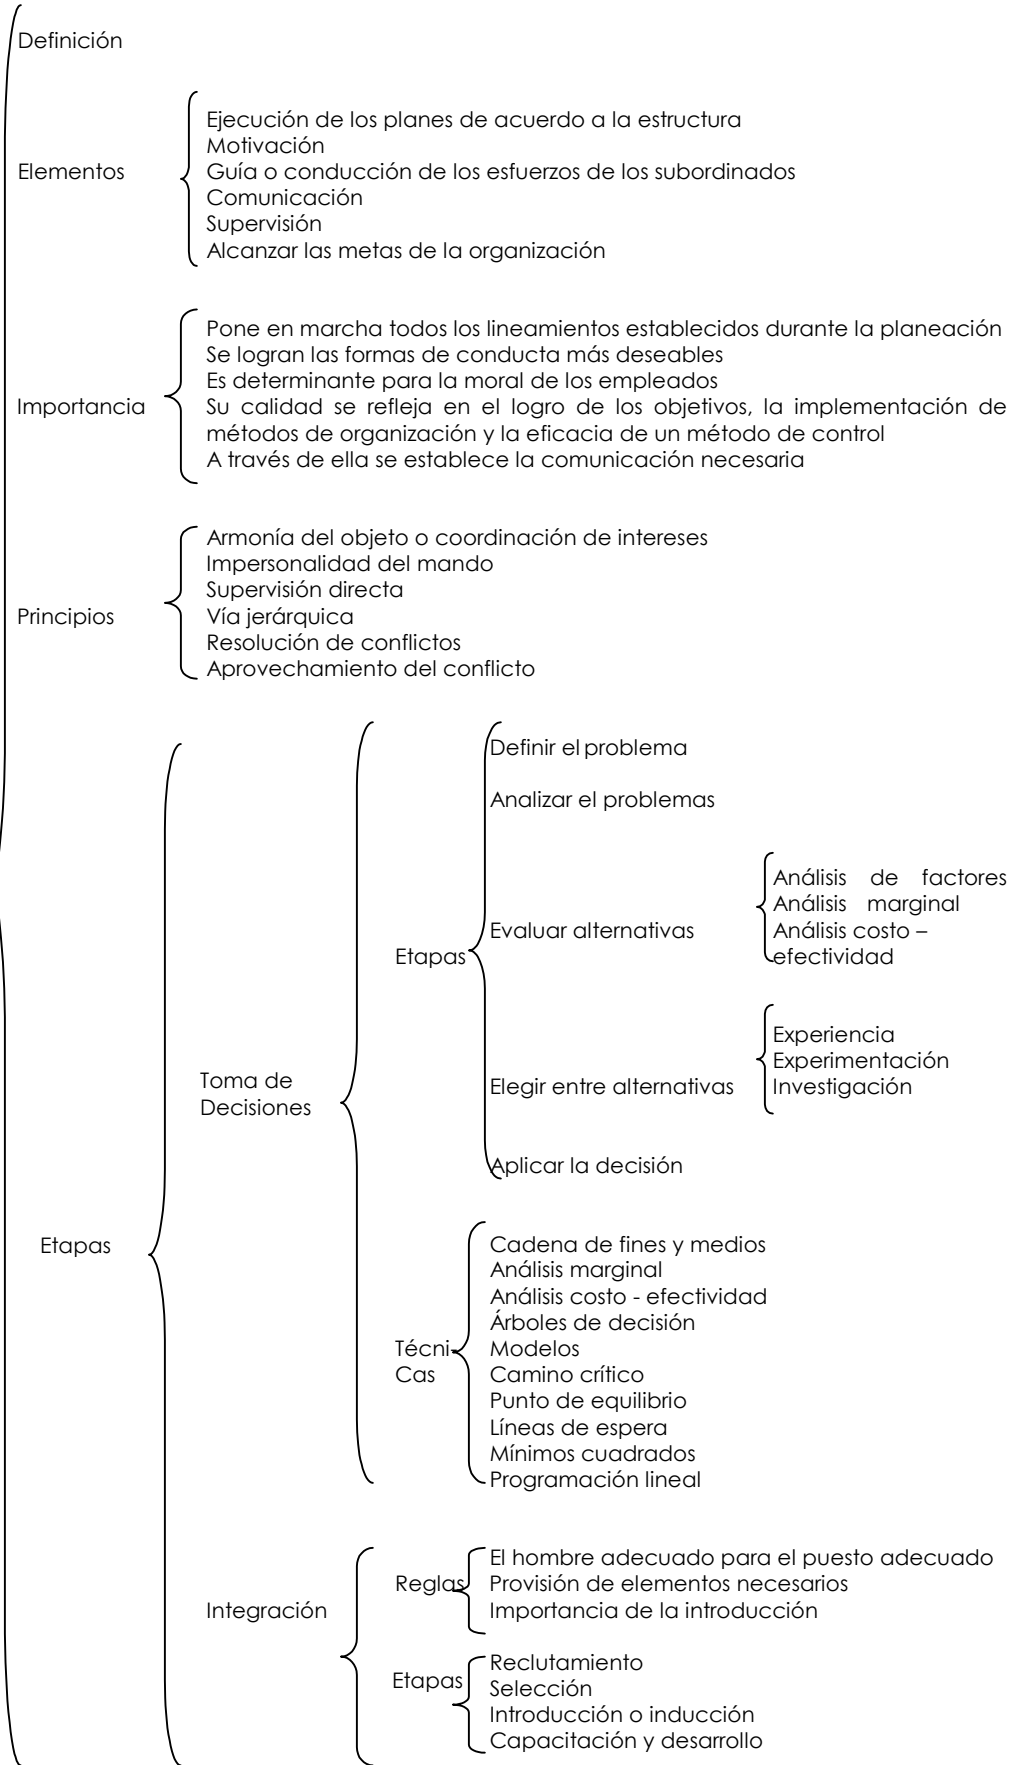 Definición
Elementos
Ejecución de los planes de acuerdo a la estructura
Motivación
Guía o conducción de los esfuerzos de los subordinados
Comunicación
Supervisión
Alcanzar las metas de la organización
Importancia
Pone en marcha todos los lineamientos establecidos durante la planeación
Se logran las formas de conducta más deseables
Es determinante para la moral de los empleados
Su calidad se refleja en el logro de los objetivos, la implementación de
métodos de organización y la eficacia de un método de control
A través de ella se establece la comunicación necesaria
Principios
Armonía del objeto o coordinación de intereses
Impersonalidad del mando
Supervisión directa
Vía jerárquica
Resolución de conflictos
Aprovechamiento del conflicto
Etapas
Toma de
Decisiones
Etapas
Definir el problema
Analizar el problemas
Evaluar alternativas
Análisis de factores
Análisis marginal
Análisis costo –
efectividad
Elegir entre alternativas
Experiencia
Experimentación
Investigación
Aplicar la decisión
Técni-
Cas
Cadena de fines y medios
Análisis marginal
Análisis costo - efectividad
Árboles de decisión
Modelos
Camino crítico
Punto de equilibrio
Líneas de espera
Mínimos cuadrados
Programación lineal
Integración
Reglas
El hombre adecuado para el puesto adecuado
Provisión de elementos necesarios
Importancia de la introducción
Etapas
Reclutamiento
Selección
Introducción o inducción
Capacitación y desarrollo